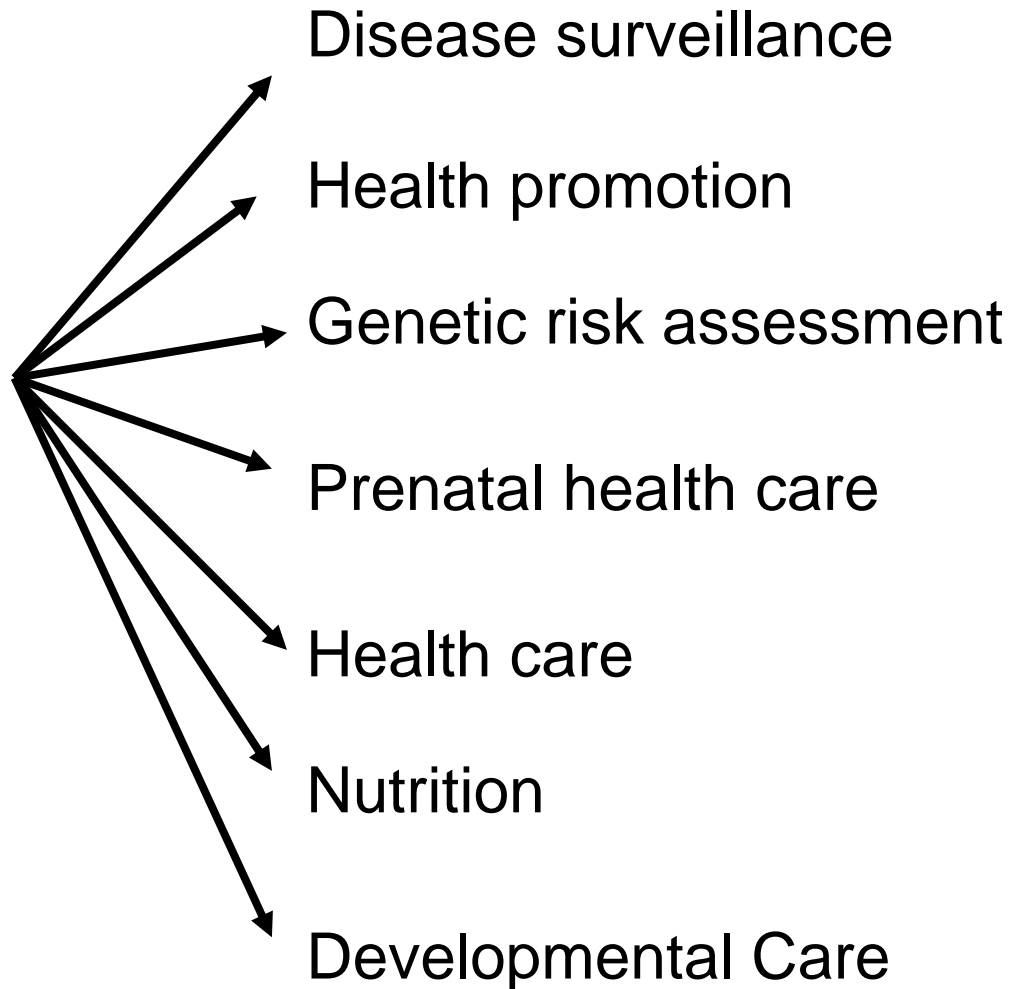 Disease surveillance
Health promotion
Genetic risk assessment
Prenatal health care
Health care
Nutrition
Developmental Care